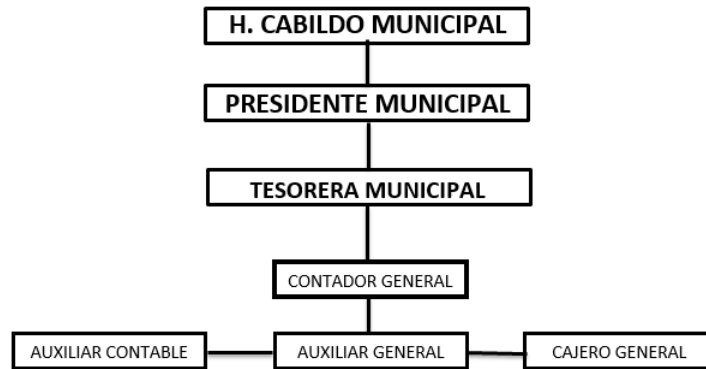 H. CABILDO MUNICIPAL
PRESIDENTE MUNICIPAL
TESORERA MUNICIPAL
CONTADOR GENERAL
AUXILIAR CONTABLE
AUXILIAR GENERAL
CAJERO GENERAL